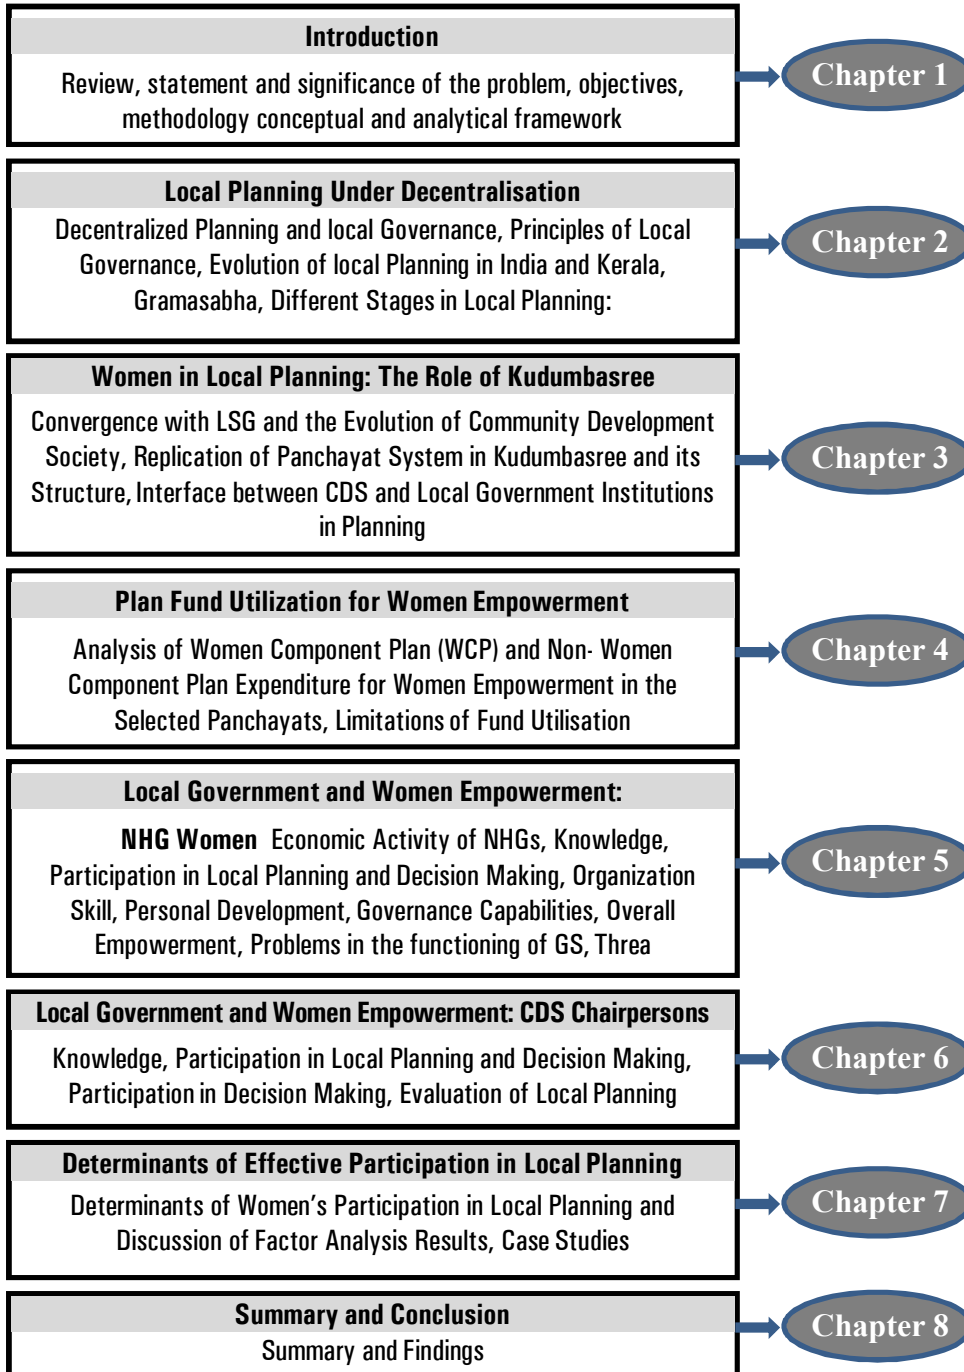 Introduction
Review, statement and significance of the problem, objectives,
methodology conceptual and analytical framework
Chapter 1
Local Planning Under Decentralisation
Decentralized Planning and local Governance, Principles of Local
Governance, Evolution of local Planning in India and Kerala,
Gramasabha, Different Stages in Local Planning:
Chapter 2
Women in Local Planning: The Role of Kudumbasree
Convergence with LSG and the Evolution of Community Development
Society, Replication of Panchayat System in Kudumbasree and its
Structure, Interface between CDS and Local Government Institutions
in Planning
Chapter 3
Plan Fund Utilization for Women Empowerment
Analysis of Women Component Plan (WCP) and Non- Women
Component Plan Expenditure for Women Empowerment in the
Selected Panchayats, Limitations of Fund Utilisation
Chapter 4
Local Government and Women Empowerment:
NHG Women Economic Activity of NHGs, Knowledge,
Participation in Local Planning and Decision Making, Organization
Skill, Personal Development, Governance Capabilities, Overall
Empowerment, Problems in the functioning of GS, Threa
Chapter 5
Local Government and Women Empowerment: CDS Chairpersons
Knowledge, Participation in Local Planning and Decision Making,
Participation in Decision Making, Evaluation of Local Planning
Chapter 6
Determinants of Effective Participation in Local Planning
Determinants of Women's Participation in Local Planning and
Discussion of Factor Analysis Results, Case Studies
Chapter 7
Summary and Conclusion
Summary and Findings
Chapter 8